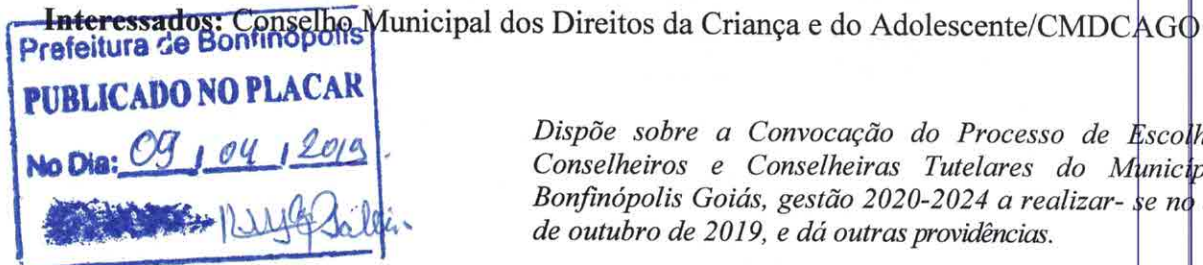 Interessados: Conselho Municipal dos Direitos da Criança e do Adolescente/CMDCAGO
Prefeitura de Bonfinópolis
PUBLICADO NO PLACAR
No Dia: 09 / 04 / 2019
Dispõe sobre a Convocação do Processo de Escolh
Conselheiros e Conselheiras Tutelares do Municíp
Bonfinópolis Goiás, gestão 2020-2024 a realizar- se no
de outubro de 2019, e dá outras providências.